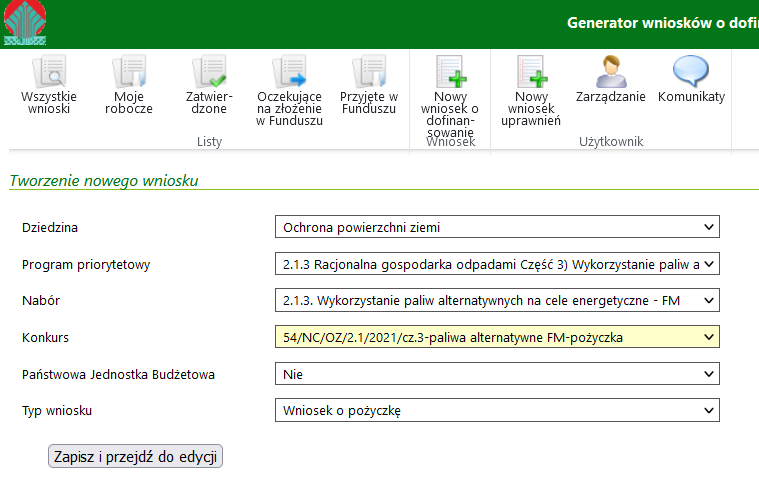 Generator wniosków o dofin
Wszystkie
wnioski
Moje
robocze
Zatwier-
dzone
Oczekujące
na złożenie
w Funduszu
Przyjęte w
Funduszu
Nowy
wniosek o
dofinan-
sowanie
Nowy
wniosek
uprawnień
Zarządzanie
Komunikaty
Listy
Wniosek
Użytkownik
Tworzenie nowego wniosku
Dziedzina
Ochrona powierzchni ziemi
Program priorytetowy
2.1.3 Racjonalna gospodarka odpadami Część 3) Wykorzystanie paliw a
Nabór
2.1.3. Wykorzystanie paliw alternatywnych na cele energetyczne - FM
Konkurs
54/NC/OZ/2.1/2021/cz.3-paliwa alternatywne FM-pożyczka
Państwowa Jednostka Budżetowa
Nie
Typ wniosku
Wniosek o pożyczkę
Zapisz i przejdź do edycji